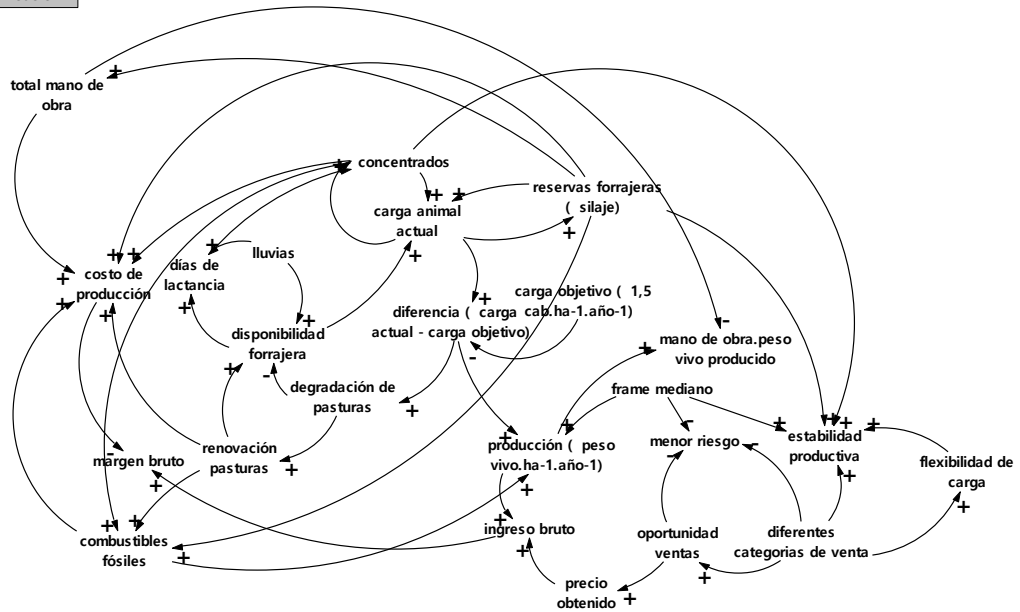 total mano de
obra
concentrados
reservas forrajeras
( silaje)
carga animal
actual
lluvias
días de
lactancia
costo de
producción
carga objetivo ( 1,5
cab.ha-1.año-1)
diferencia ( carga
actual - carga objetivo)
disponibilidad
forrajera
mano de obra.peso
vivo producido
degradación de
pasturas
frame mediano
renovación
pasturas
margen bruto
producción ( peso
vivo.ha-1.año-1)
menor riesgo
estabilidad
productiva
flexibilidad de
carga
combustibles
fósiles
ingreso bruto
oportunidad
ventas
diferentes
categorias de venta
precio
obtenido